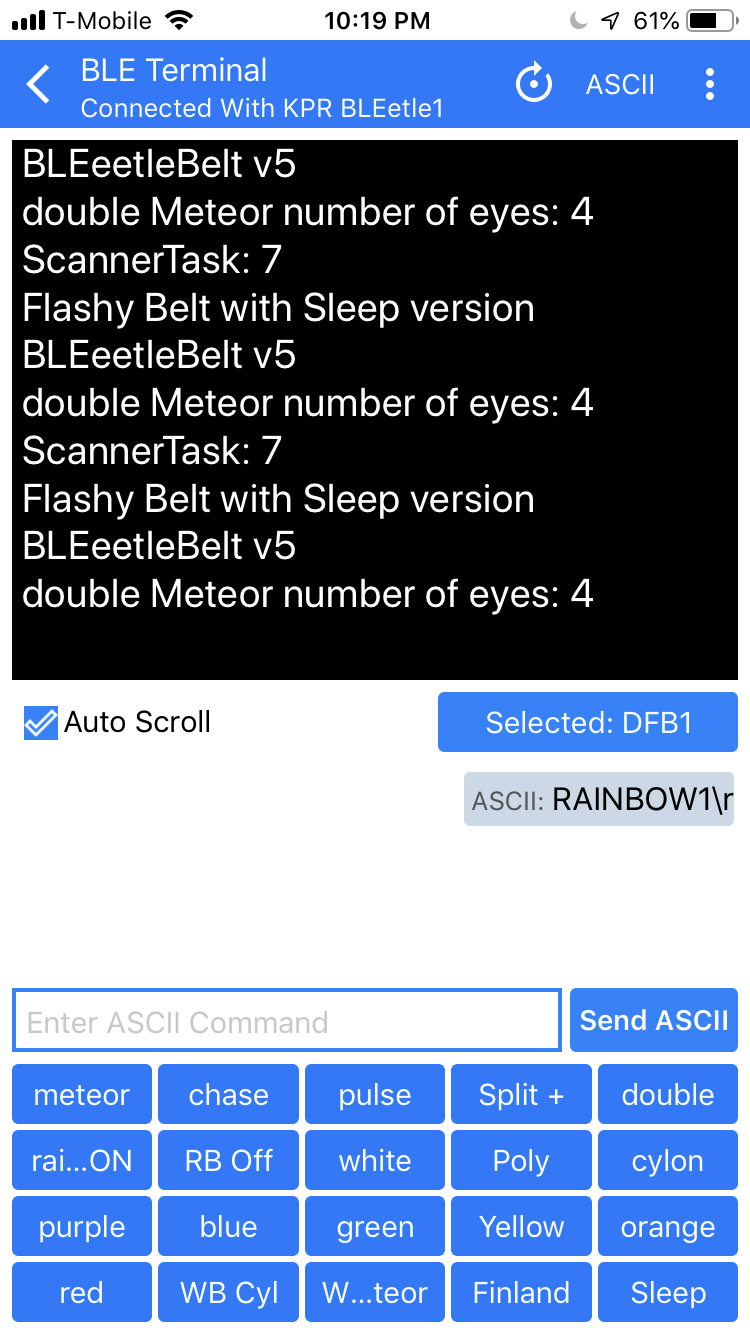 T-Mobile 10:19 PM 61%
BLE Terminal
Connected With KPR BLEetle1
ASCII
BLEeetleBelt v5
double Meteor number of eyes: 4
ScannerTask: 7
Flashy Belt with Sleep version
BLEeetleBelt v5
double Meteor number of eyes: 4
ScannerTask: 7
Flashy Belt with Sleep version
BLEeetleBelt v5
double Meteor number of eyes: 4
Auto Scroll
Selected: DFB1
ASCII: RAINBOW1\r
Enter ASCII Command
Send ASCII
meteor chase pulse Split + double
rai...ON RB Off white Poly cylon
purple blue green Yellow orange
red WB Cyl W...teor Finland Sleep